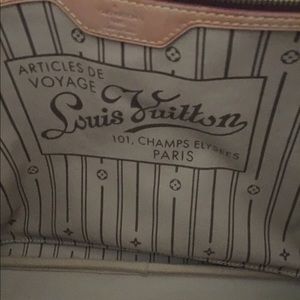 ARTICLES DE
VOYAGE
Louis Vuitton
101, CHAMPS ELYSEES
PARIS